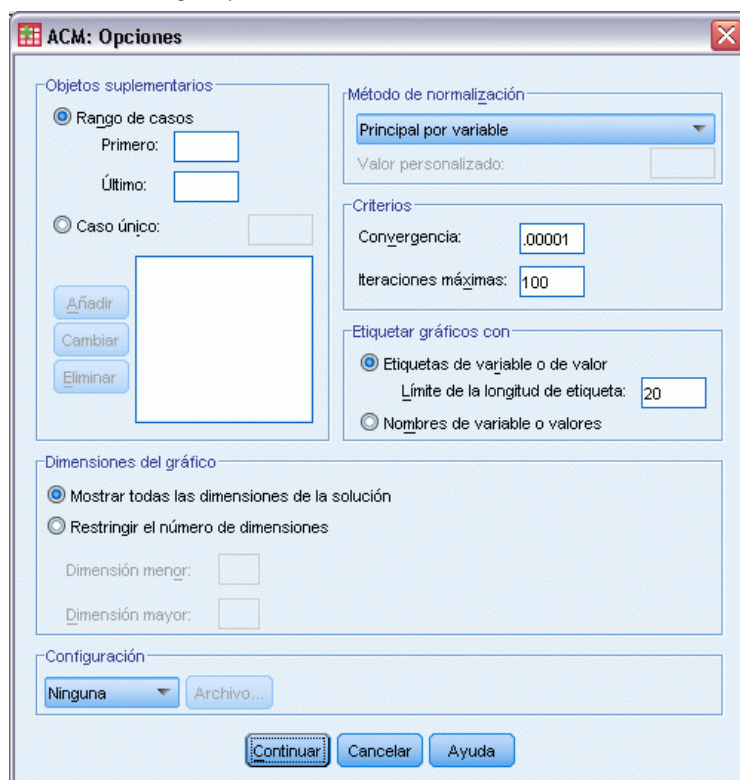 ACM: Opciones
Objetos suplementarios
Rango de casos
Primero:
Último:
Caso único:
Añadir
Cambiar
Eliminar
Método de normalización
Principal por variable
Valor personalizado:
Criterios
Convergencia: .00001
Iteraciones máximas: 100
Etiquetar gráficos con
Etiquetas de variable o de valor
Límite de la longitud de etiqueta: 20
Nombres de variable o valores
Dimensiones del gráfico
Mostrar todas las dimensiones de la solución
Restringir el número de dimensiones
Dimensión menor:
Dimensión mayor:
Configuración
Ninguna Archivo...
Continuar Cancelar Ayuda